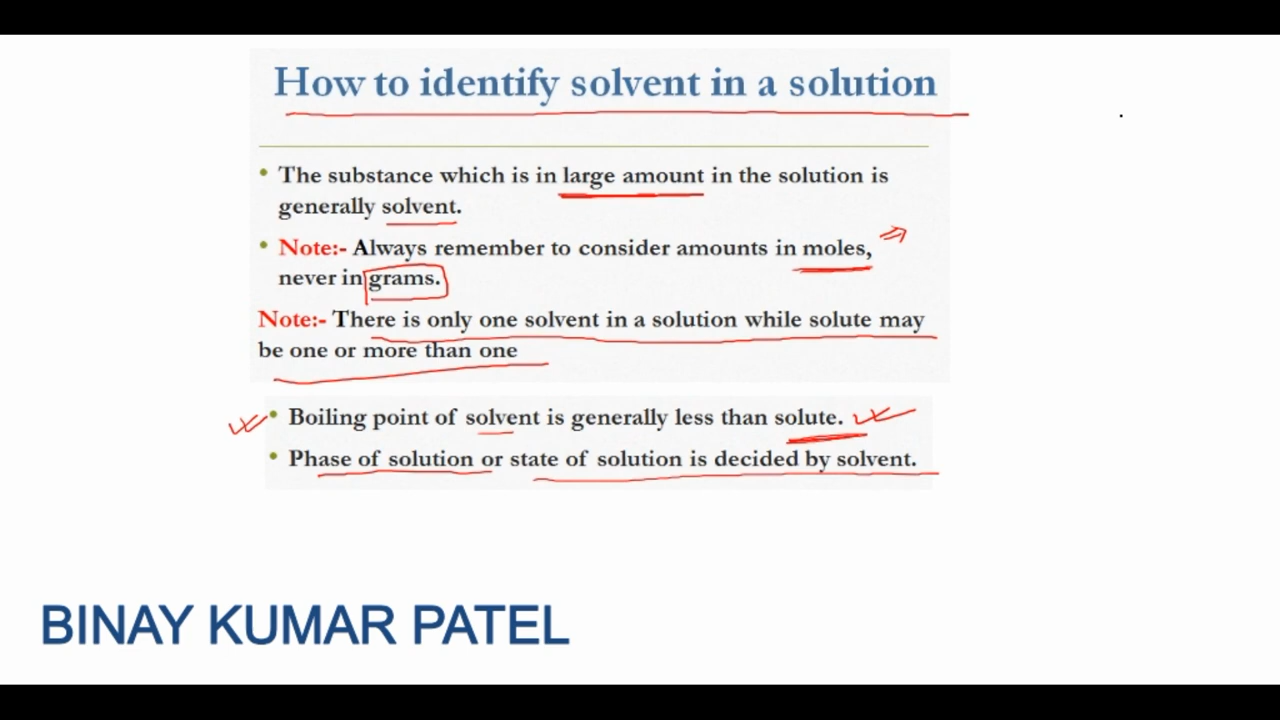 How to identify solvent in a solution
• The substance which is in large amount in the solution is
generally solvent.
• Note:- Always remember to consider amounts in moles,
never in grams.
Note:- There is only one solvent in a solution while solute may
be one or more than one
• Boiling point of solvent is generally less than solute.
• Phase of solution or state of solution is decided by solvent.
BINAY KUMAR PATEL